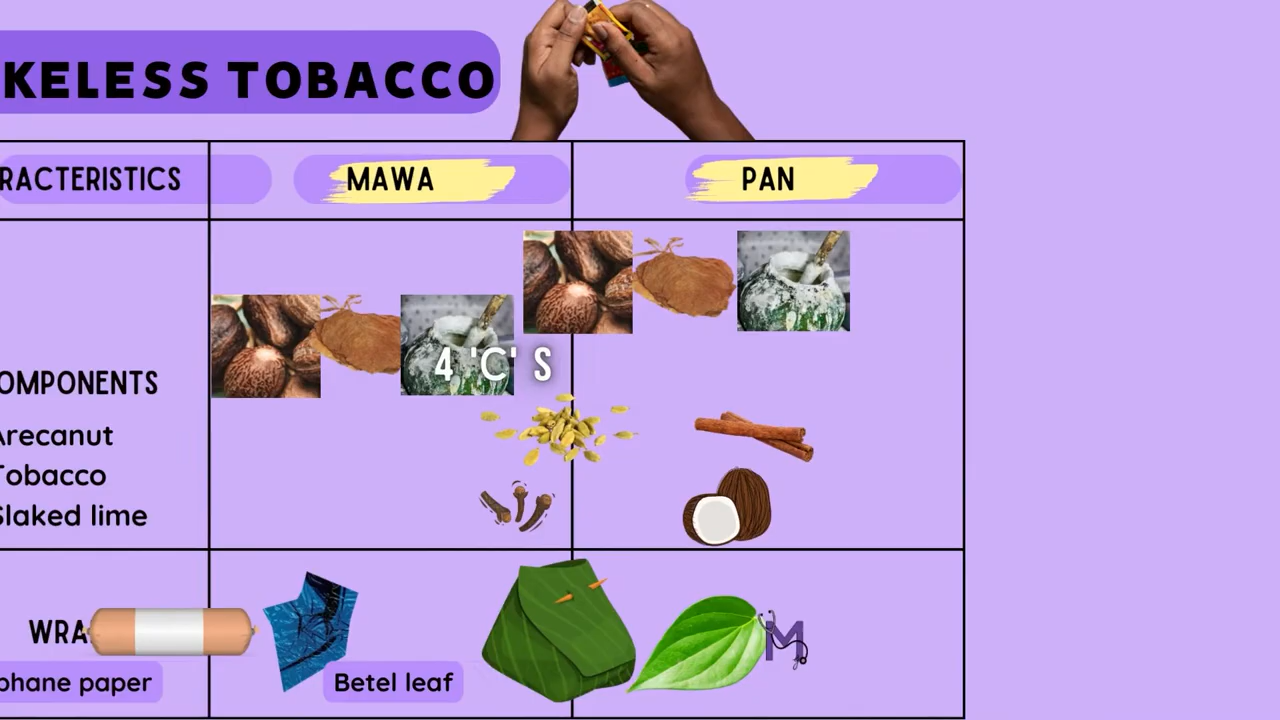 KELESS TOBACCO
RACTERISTICS
MAWA
PAN
4 'C' S
OMPONENTS
Arecanut
Tobacco
Slaked lime
WRA
phane paper
Betel leaf
M